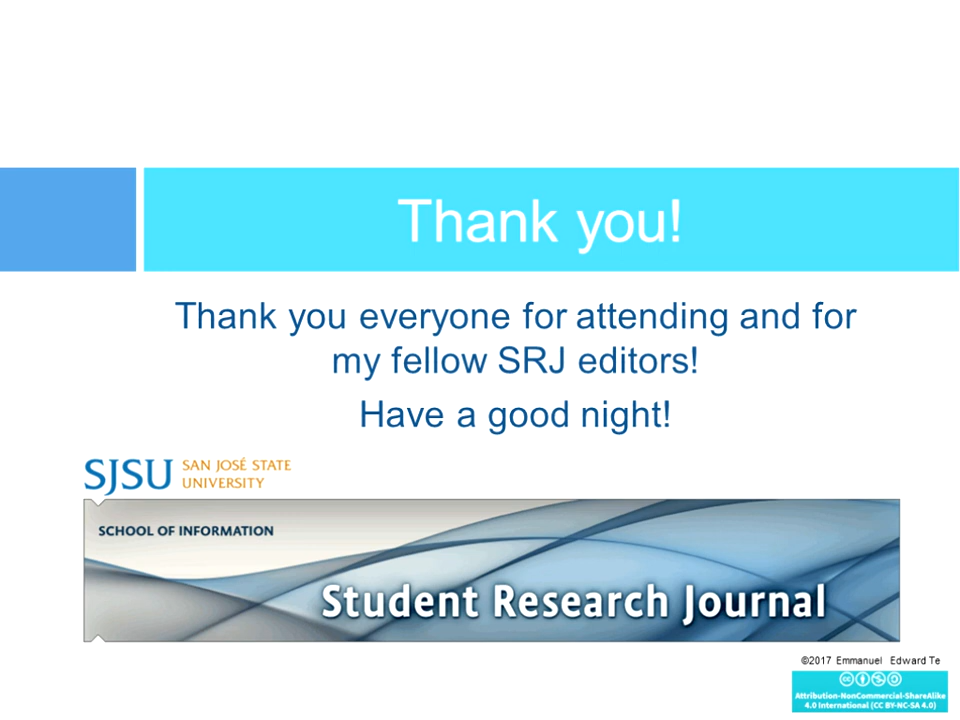 Thank you!
Thank you everyone for attending and for
my fellow SRJ editors!
Have a good night!
SJSU SAN JOSÉ STATE
UNIVERSITY
SCHOOL OF INFORMATION
Student Research Journal
©2017 Emmanuel Edward Te
Attribution-NonCommercial-ShareAlike
4.0 International (CC BY-NC-SA 4.0)